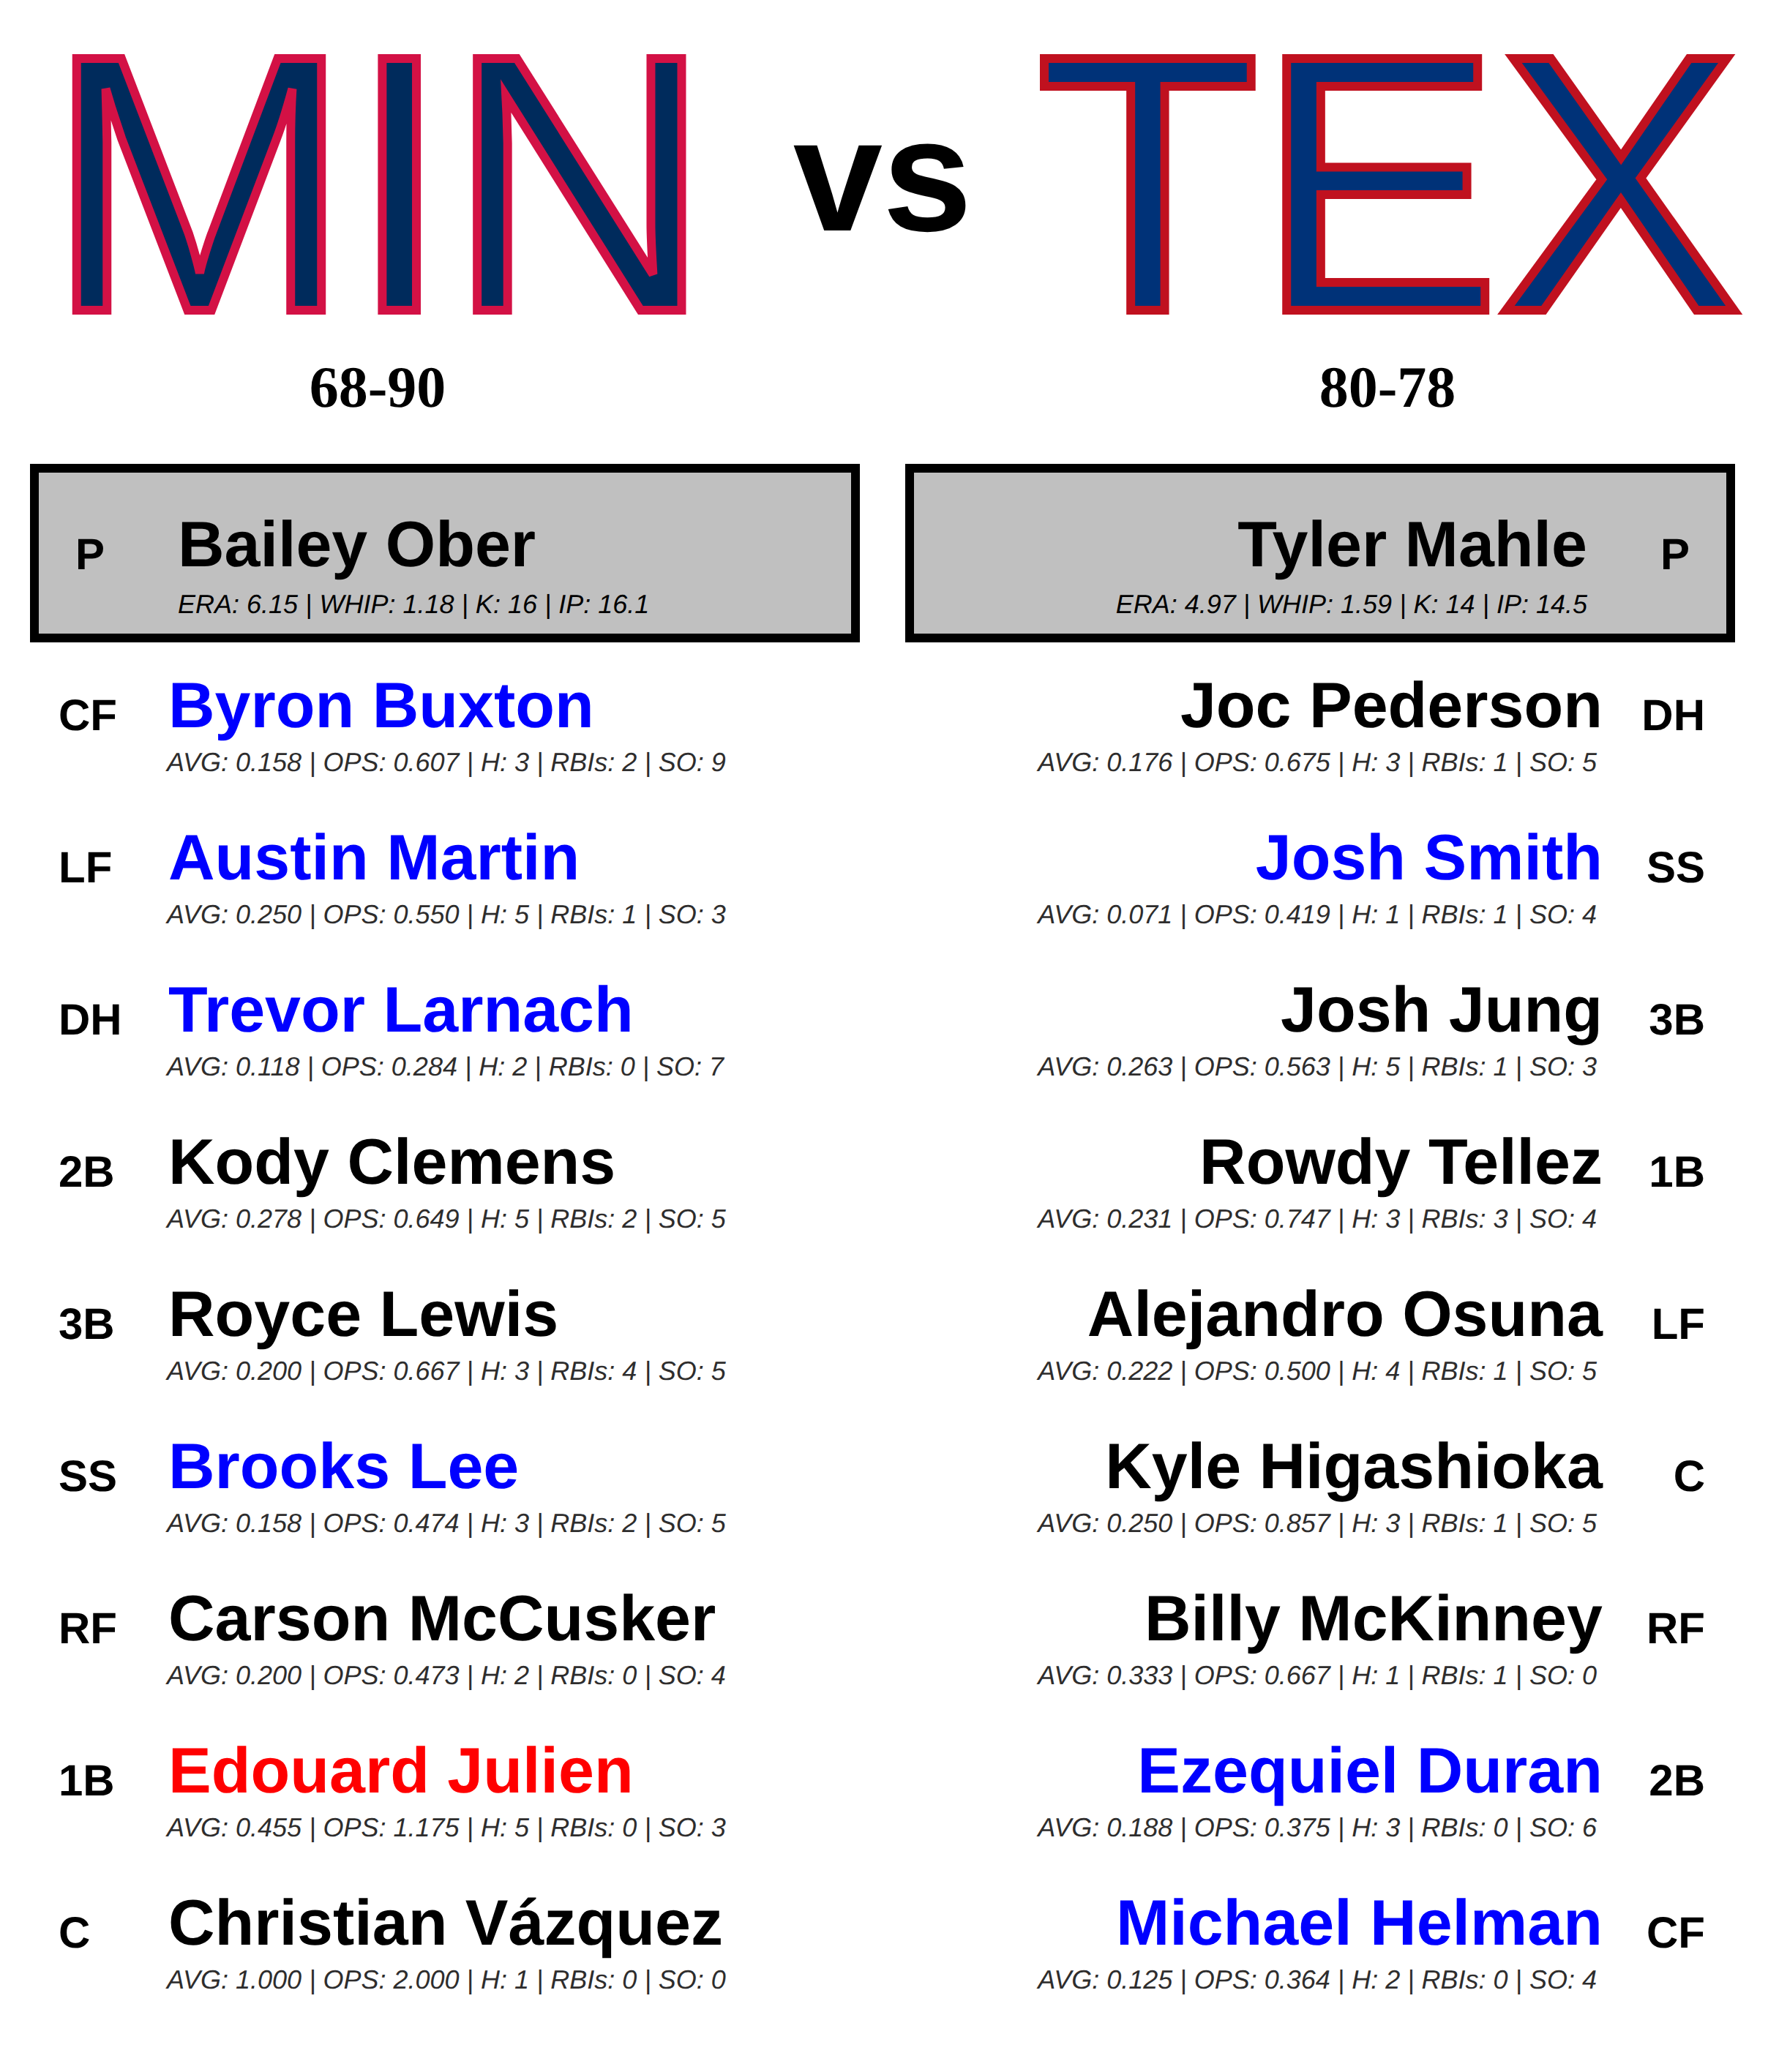 MIN vs TEX
68-90
80-78
P Bailey Ober
ERA: 6.15 | WHIP: 1.18 | K: 16 | IP: 16.1
Tyler Mahle P
ERA: 4.97 | WHIP: 1.59 | K: 14 | IP: 14.5
CF Byron Buxton
AVG: 0.158 | OPS: 0.607 | H: 3 | RBIs: 2 | SO: 9
LF Austin Martin
AVG: 0.250 | OPS: 0.550 | H: 5 | RBIs: 1 | SO: 3
DH Trevor Larnach
AVG: 0.118 | OPS: 0.284 | H: 2 | RBIs: 0 | SO: 7
2B Kody Clemens
AVG: 0.278 | OPS: 0.649 | H: 5 | RBIs: 2 | SO: 5
3B Royce Lewis
AVG: 0.200 | OPS: 0.667 | H: 3 | RBIs: 4 | SO: 5
SS Brooks Lee
AVG: 0.158 | OPS: 0.474 | H: 3 | RBIs: 2 | SO: 5
RF Carson McCusker
AVG: 0.200 | OPS: 0.473 | H: 2 | RBIs: 0 | SO: 4
1B Edouard Julien
AVG: 0.455 | OPS: 1.175 | H: 5 | RBIs: 0 | SO: 3
C Christian Vázquez
AVG: 1.000 | OPS: 2.000 | H: 1 | RBIs: 0 | SO: 0
Joc Pederson DH
AVG: 0.176 | OPS: 0.675 | H: 3 | RBIs: 1 | SO: 5
Josh Smith SS
AVG: 0.071 | OPS: 0.419 | H: 1 | RBIs: 1 | SO: 4
Josh Jung 3B
AVG: 0.263 | OPS: 0.563 | H: 5 | RBIs: 1 | SO: 3
Rowdy Tellez 1B
AVG: 0.231 | OPS: 0.747 | H: 3 | RBIs: 3 | SO: 4
Alejandro Osuna LF
AVG: 0.222 | OPS: 0.500 | H: 4 | RBIs: 1 | SO: 5
Kyle Higashioka C
AVG: 0.250 | OPS: 0.857 | H: 3 | RBIs: 1 | SO: 5
Billy McKinney RF
AVG: 0.333 | OPS: 0.667 | H: 1 | RBIs: 1 | SO: 0
Ezequiel Duran 2B
AVG: 0.188 | OPS: 0.375 | H: 3 | RBIs: 0 | SO: 6
Michael Helman CF
AVG: 0.125 | OPS: 0.364 | H: 2 | RBIs: 0 | SO: 4